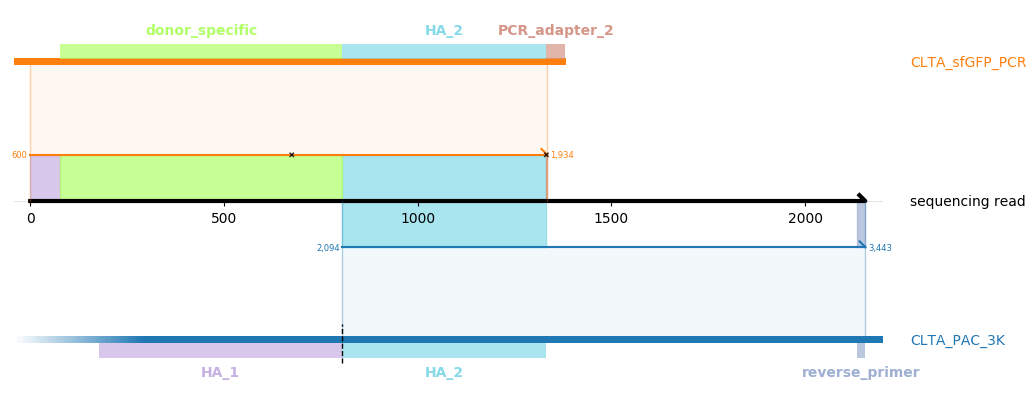 donor_specific HA_2 PCR_adapter_2
CLTA_sfGFP_PCR
600 1,934
sequencing read
0 500 1000 1500 2000
2,094 3,443
CLTA_PAC_3K
HA_1 HA_2 reverse_primer